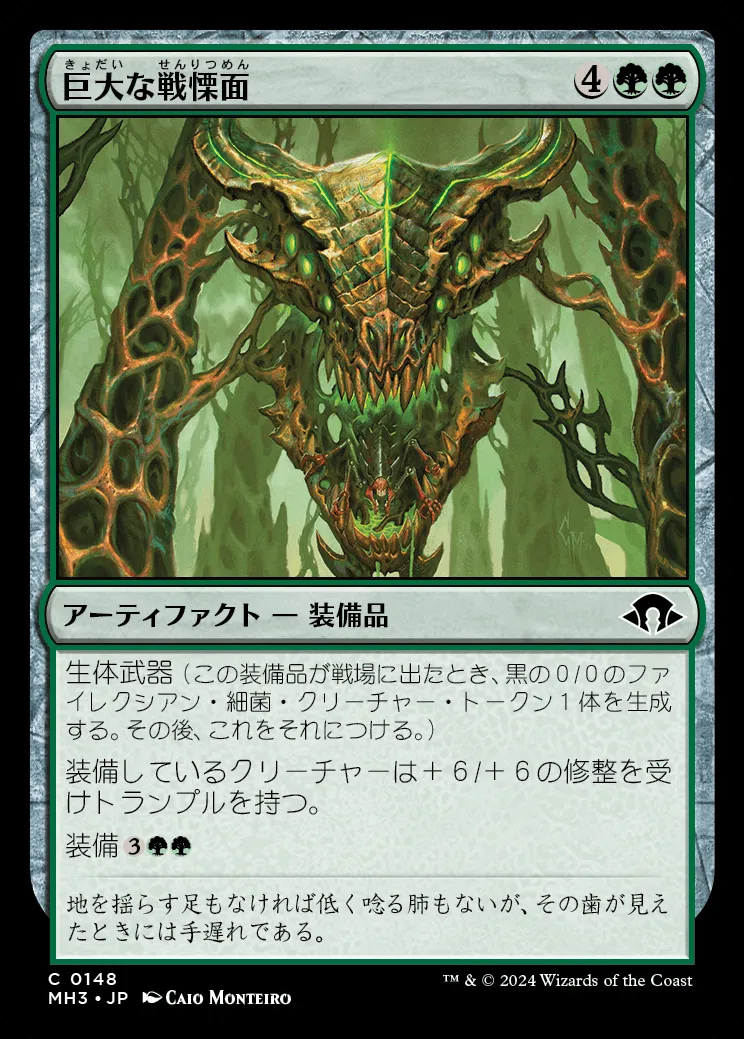 きょだい せんりつめん
巨大な戦慄面 4
アーティファクト — 装備品
生体武器（この装備品が戦場に出たとき、黒の０/０のファ
イレクシアン・細菌・クリーチャー・トークン１体を生成
する。その後、これをそれにつける。）
装備しているクリーチャーは＋６/＋６の修整を受
けトランプルを持つ。
装備 3
地を揺らす足もなければ低く唸る肺もないが、その歯が見え
たときには手遅れである。
C 0148
MH3 • JP CAIO MONTEIRO
™ & © 2024 Wizards of the Coast